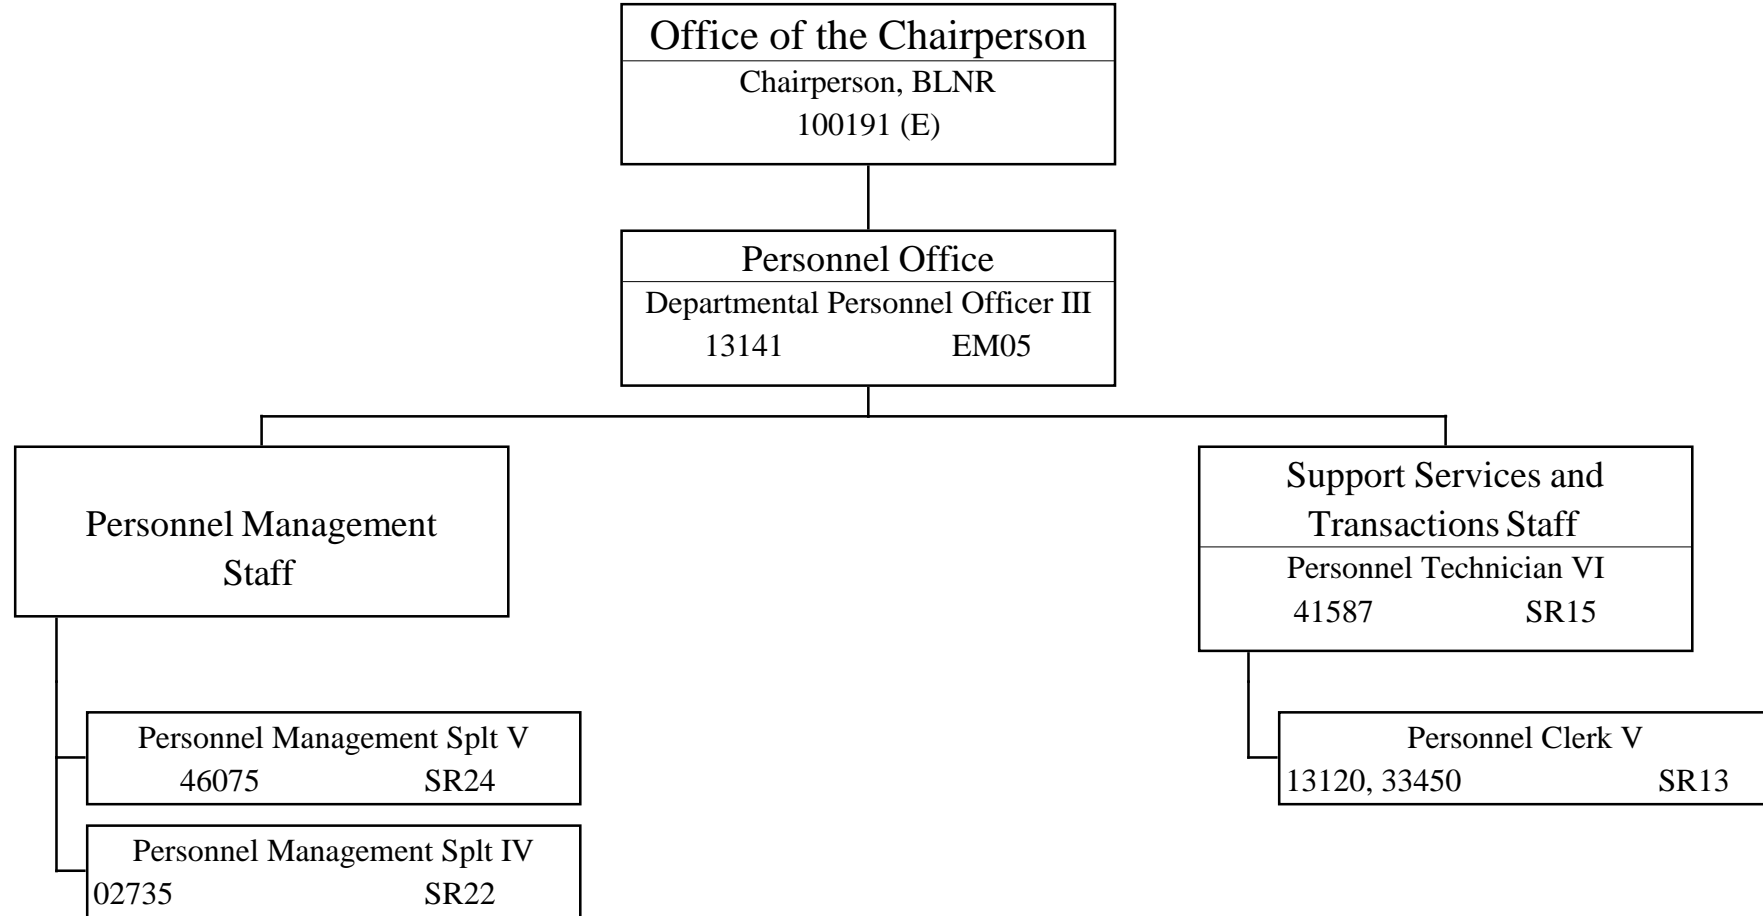 Office of the Chairperson
Chairperson, BLNR
100191 (E)
Personnel Office
Departmental Personnel Officer III
13141 EM05
Personnel Management
Staff
Support Services and
Transactions Staff
Personnel Technician VI
41587 SR15
Personnel Management Splt V
46075 SR24
Personnel Management Splt IV
02735 SR22
Personnel Clerk V
13120, 33450 SR13